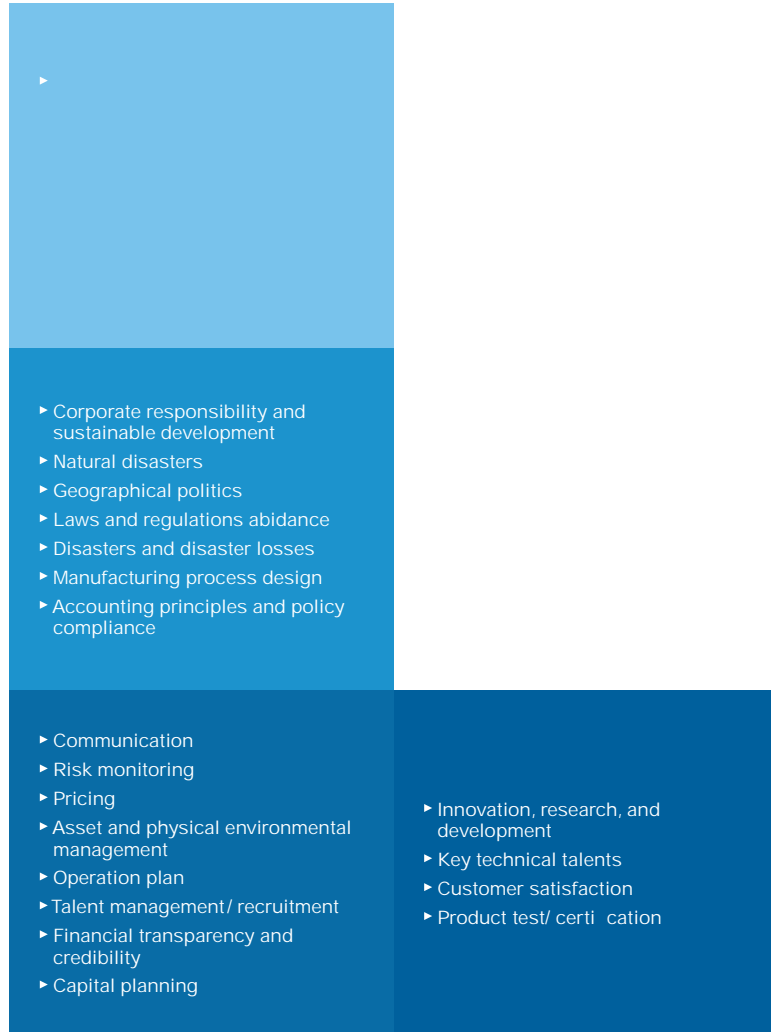 ▸
▸ Corporate responsibility and
sustainable development
▸ Natural disasters
▸ Geographical politics
▸ Laws and regulations abidance
▸ Disasters and disaster losses
▸ Manufacturing process design
▸ Accounting principles and policy
compliance
▸ Communication
▸ Risk monitoring
▸ Pricing
▸ Asset and physical environmental
management
▸ Operation plan
▸ Talent management/ recruitment
▸ Financial transparency and
credibility
▸ Capital planning
▸ Innovation, research, and
development
▸ Key technical talents
▸ Customer satisfaction
▸ Product test/ certi cation